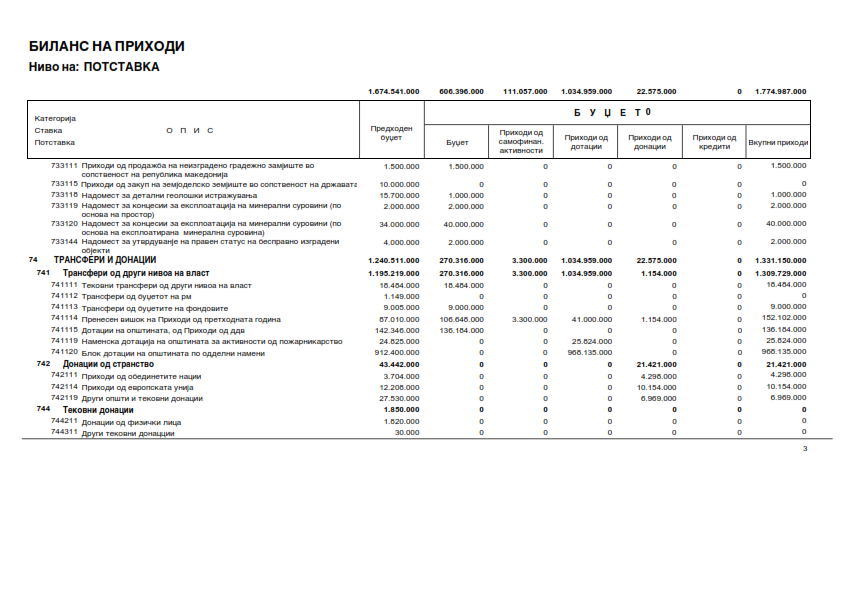 БИЛАНС НА ПРИХОДИ
Ниво на: ПОТСТАВКА
1.674.541.000 606.396.000 111.057.000 1.034.959.000 22.575.000 0 1.774.987.000
Категорија
Ставка
Потставка
О П И С
Предходен буџет
Б У Џ Е Т 0
Буџет
Приходи од самофинан. активности
Приходи од дотации
Приходи од донации
Приходи од кредити
Вкупни приходи
733111 Приходи од продажба на неизградено градежно замјиште во 1.500.000 1.500.000 0 0 0 0 1.500.000
сопственост на република македонија
733115 Приходи од закуп на земјоделско земјиште во сопственост на државата 10.000.000 0 0 0 0 0 0
733118 Надомест за детални геолошки истражувања 15.700.000 1.000.000 0 0 0 0 1.000.000
733119 Надомест за концесии за експлоатација на минерални суровини (по 2.000.000 2.000.000 0 0 0 0 2.000.000
основа на простор)
733120 Надомест за концесии за експлоатација на минерални суровини (по 34.000.000 40.000.000 0 0 0 0 40.000.000
основа на експлоатирана минерална суровина)
733144 Надомест за утврдување на правен статус на бесправно изградени 4.000.000 2.000.000 0 0 0 0 2.000.000
објекти
74 ТРАНСФЕРИ И ДОНАЦИИ 1.240.511.000 270.316.000 3.300.000 1.034.959.000 22.575.000 0 1.331.150.000
741 Трансфери од други нивоа на власт 1.195.219.000 270.316.000 3.300.000 1.034.959.000 1.154.000 0 1.309.729.000
741111 Тековни трансфери од други нивоа на власт 18.484.000 18.484.000 0 0 0 0 18.484.000
741112 Трансфери од буџетот на рм 1.149.000 0 0 0 0 0 0
741113 Трансфери од буџетите на фондовите 9.005.000 9.000.000 0 0 0 0 9.000.000
741114 Пренесен вишок на Приходи од претходната година 87.010.000 106.648.000 3.300.000 41.000.000 1.154.000 0 152.102.000
741115 Дотации на општината, од Приходи од ддв 142.346.000 136.184.000 0 0 0 0 136.184.000
741119 Наменска дотација на општината за активности од пожарникарство 24.825.000 0 0 25.824.000 0 0 25.824.000
741120 Блок дотации на општината по одделни намени 912.400.000 0 0 968.135.000 0 0 968.135.000
742 Донации од странство 43.442.000 0 0 0 21.421.000 0 21.421.000
742111 Приходи од обединетите нации 3.704.000 0 0 0 4.298.000 0 4.298.000
742114 Приходи од европската унија 12.208.000 0 0 0 10.154.000 0 10.154.000
742119 Други општи и тековни донации 27.530.000 0 0 0 6.969.000 0 6.969.000
744 Тековни донации 1.850.000 0 0 0 0 0 0
744211 Донации од физички лица 1.820.000 0 0 0 0 0 0
744311 Други тековни донацции 30.000 0 0 0 0 0 0
3